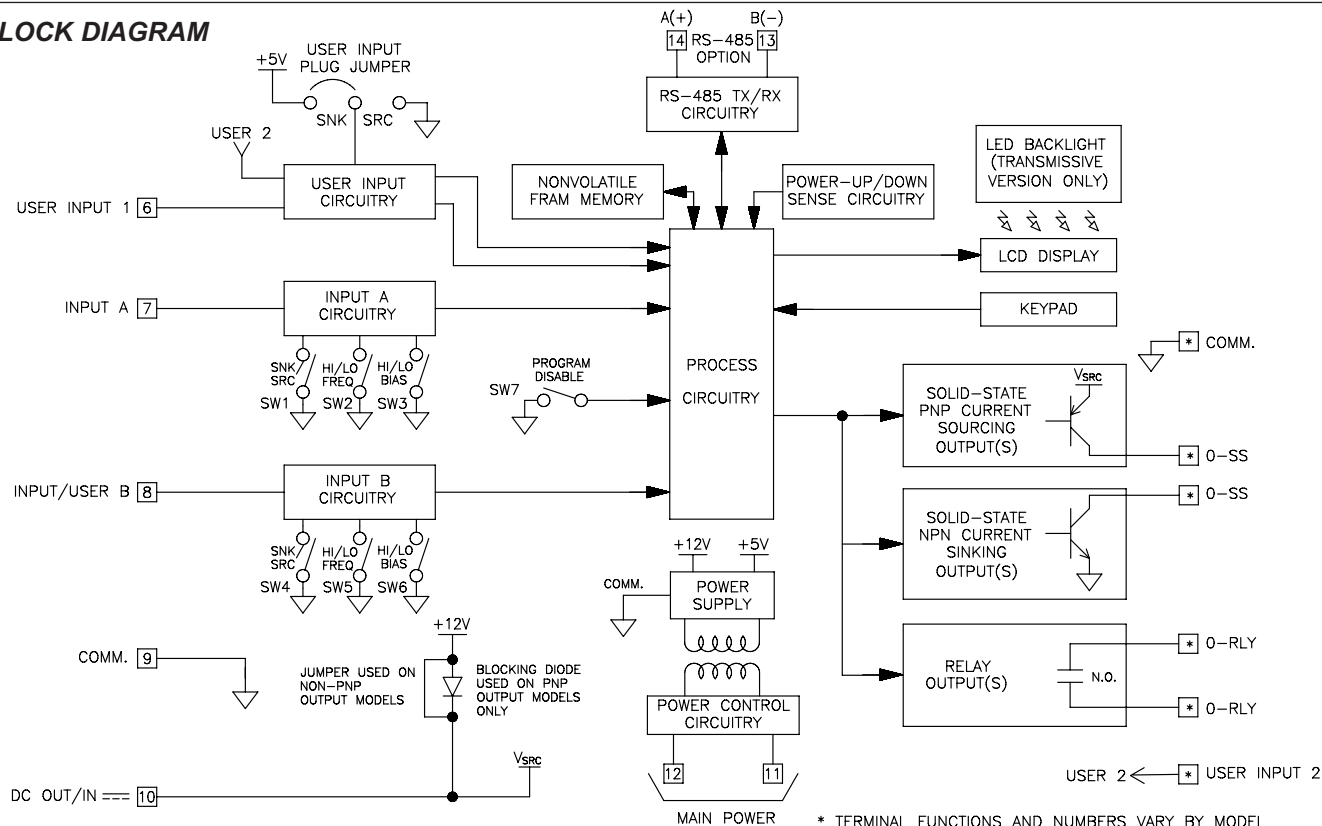 LOCK DIAGRAM
A(+) B(-)
14 RS-485 13
OPTION
USER INPUT
PLUG JUMPER
+5V
SNK SRC
RS-485 TX/RX
CIRCUITRY
USER 2
USER INPUT
CIRCUITRY
USER INPUT 1 6
NONVOLATILE
FRAM MEMORY
POWER-UP/DOWN
SENSE CIRCUITRY
LED BACKLIGHT
(TRANSMISSIVE
VERSION ONLY)
LCD DISPLAY
KEYPAD
INPUT A 7
INPUT A
CIRCUITRY
SNK
SRC
SW1
HI/LO
FREQ
SW2
HI/LO
BIAS
SW3
PROGRAM
DISABLE
SW7
PROCESS
CIRCUITRY
* COMM.
SOLID-STATE
PNP CURRENT
SOURCING
OUTPUT(S)
VSRC
* O-SS
INPUT/USER B 8
INPUT B
CIRCUITRY
SNK
SRC
SW4
HI/LO
FREQ
SW5
HI/LO
BIAS
SW6
* O-SS
SOLID-STATE
NPN CURRENT
SINKING
OUTPUT(S)
+12V +5V
COMM.
POWER
SUPPLY
COMM. 9
+12V
JUMPER USED ON
NON-PNP
OUTPUT MODELS
BLOCKING DIODE
USED ON PNP
OUTPUT MODELS
ONLY
POWER CONTROL
CIRCUITRY
RELAY
OUTPUT(S)
N.O.
* O-RLY
* O-RLY
DC OUT/IN 10
VSRC
12 11
MAIN POWER
USER 2 * USER INPUT 2
* TERMINAL FUNCTIONS AND NUMBERS VARY BY MODEL